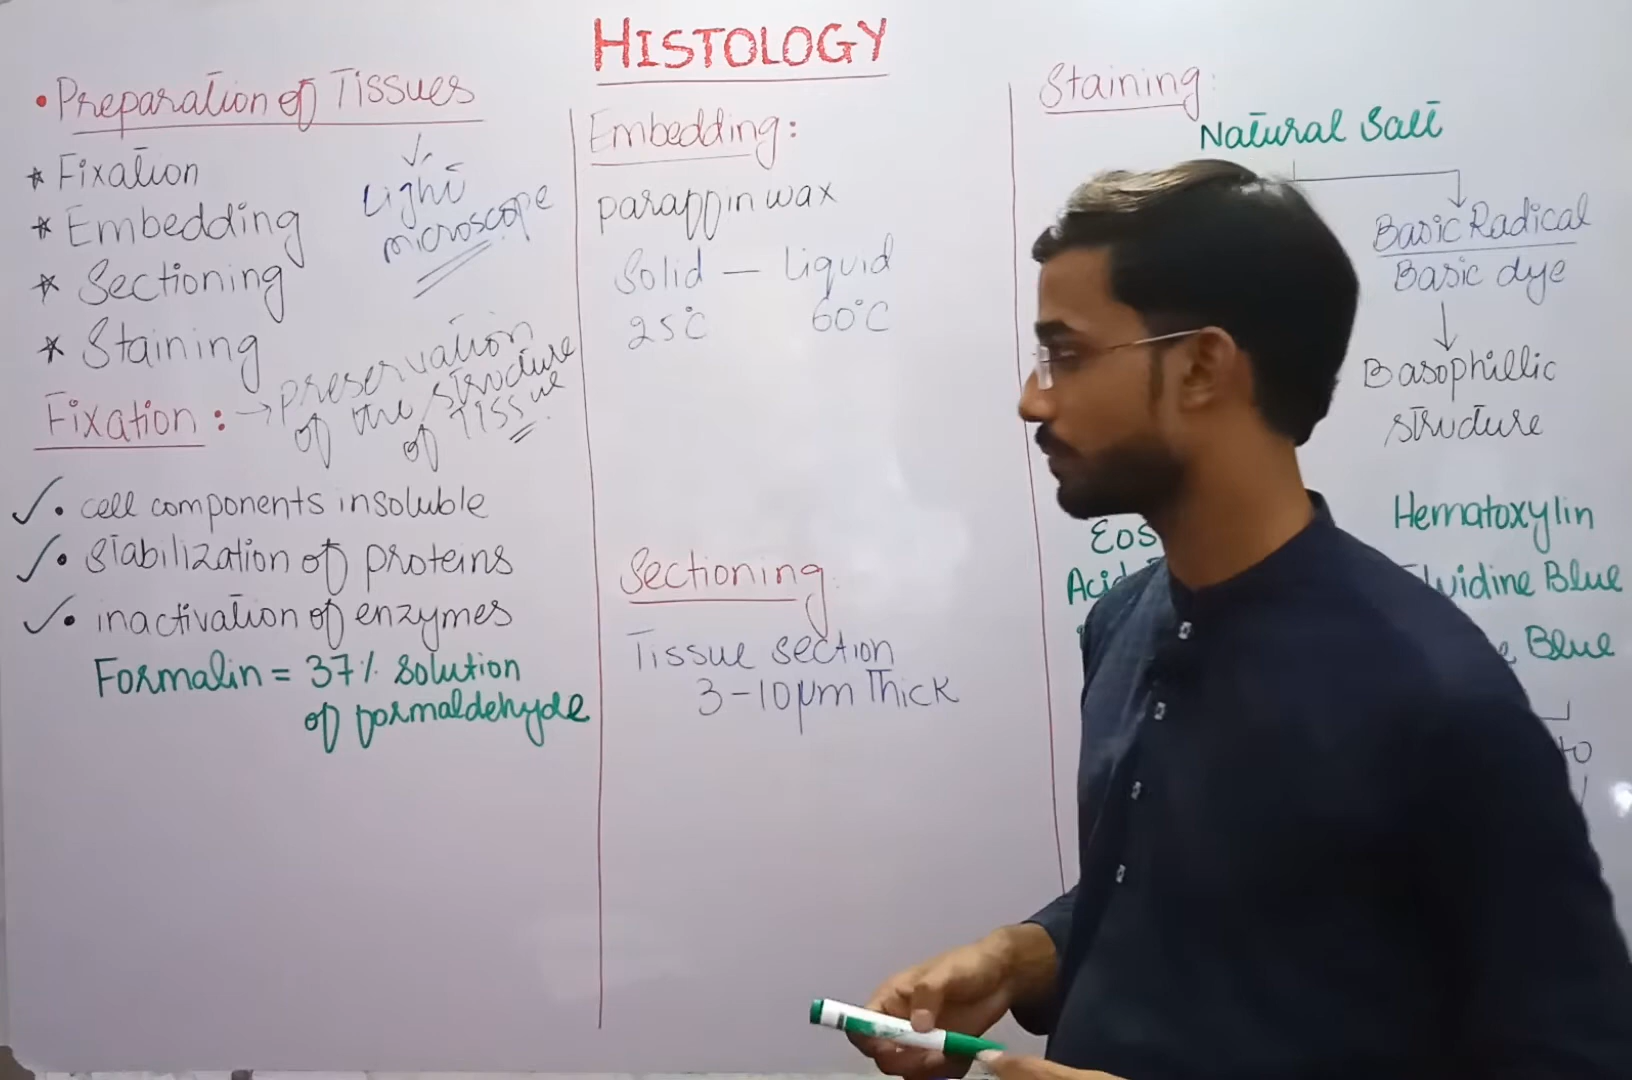 HISTOLOGY
• Preparation of Tissues
* Fixation
* Embedding
* Sectioning
* Staining
Light
microscope
Fixation : → preservation
of the structure
of Tissue
• cell components insoluble
• stabilization of proteins
• inactivation of enzymes
Formalin = 37% solution
of formaldehyde
Embedding :
paraffin wax
Solid — Liquid
25°C 60°C
Sectioning :
Tissue section
3-10μm Thick
Staining :
Natural Salt
Basic Radical
Basic dye
Basophillic
structure
Hematoxylin
Blue
Blue